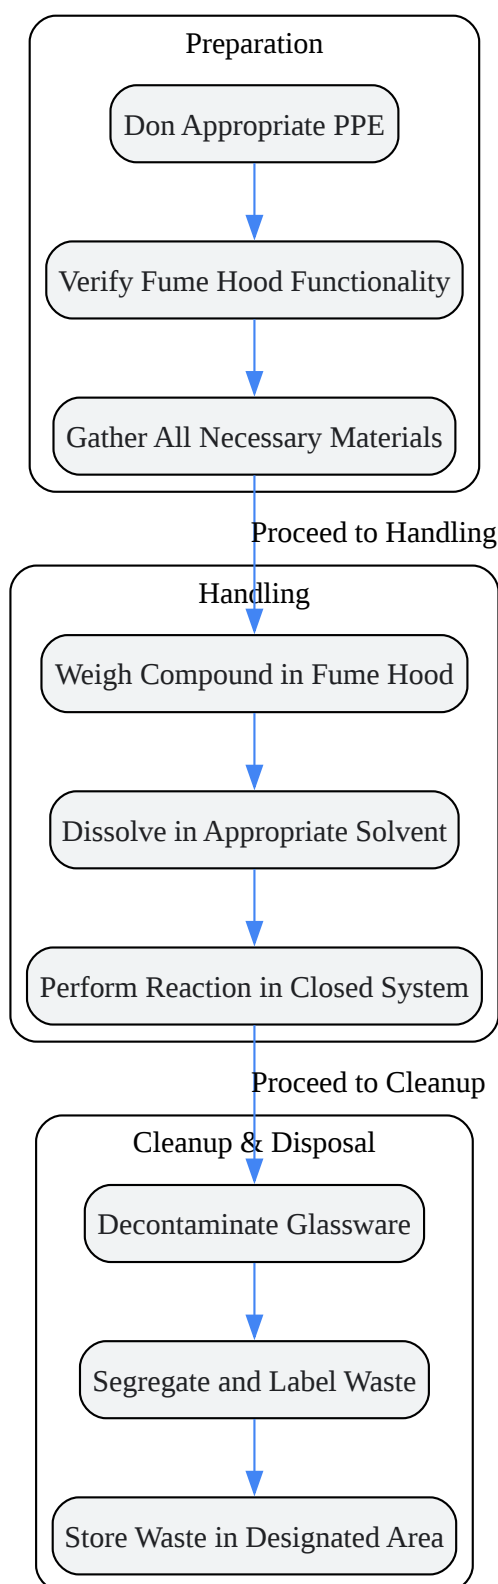 Preparation
Don Appropriate PPE
Verify Fume Hood Functionality
Gather All Necessary Materials
Proceed to Handling
Handling
Weigh Compound in Fume Hood
Dissolve in Appropriate Solvent
Perform Reaction in Closed System
Proceed to Cleanup
Cleanup & Disposal
Decontaminate Glassware
Segregate and Label Waste
Store Waste in Designated Area